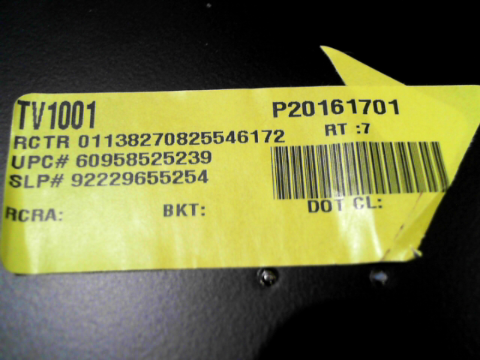 TV1001 P20161701
RCTR 01138270825546172 RT :7
UPC# 60958525239
SLP# 92229655254
RCRA: BKT: DOT CL: